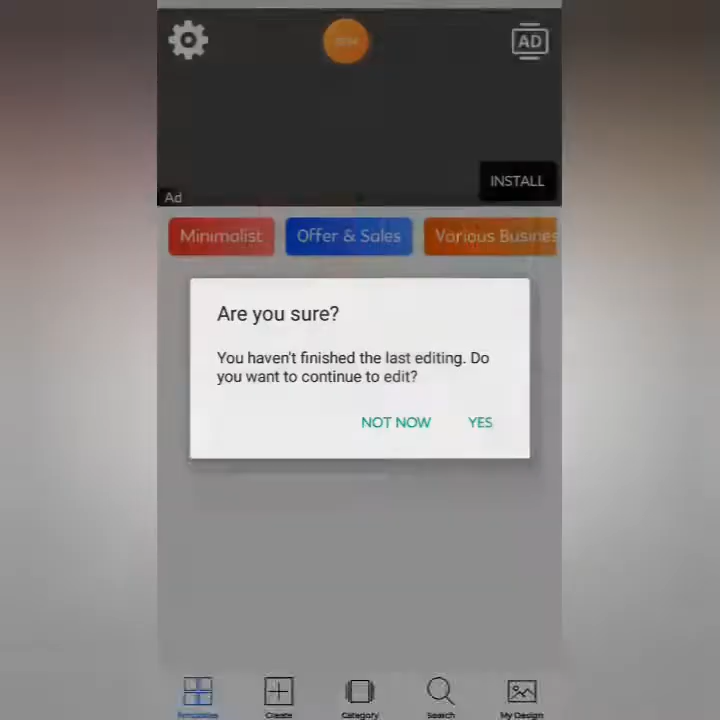 AD
INSTALL
Ad
Minimalist
Offer & Sales
Various Busines
Are you sure?
You haven't finished the last editing. Do
you want to continue to edit?
NOT NOW
YES
Templates
Create
Category
Search
My Design